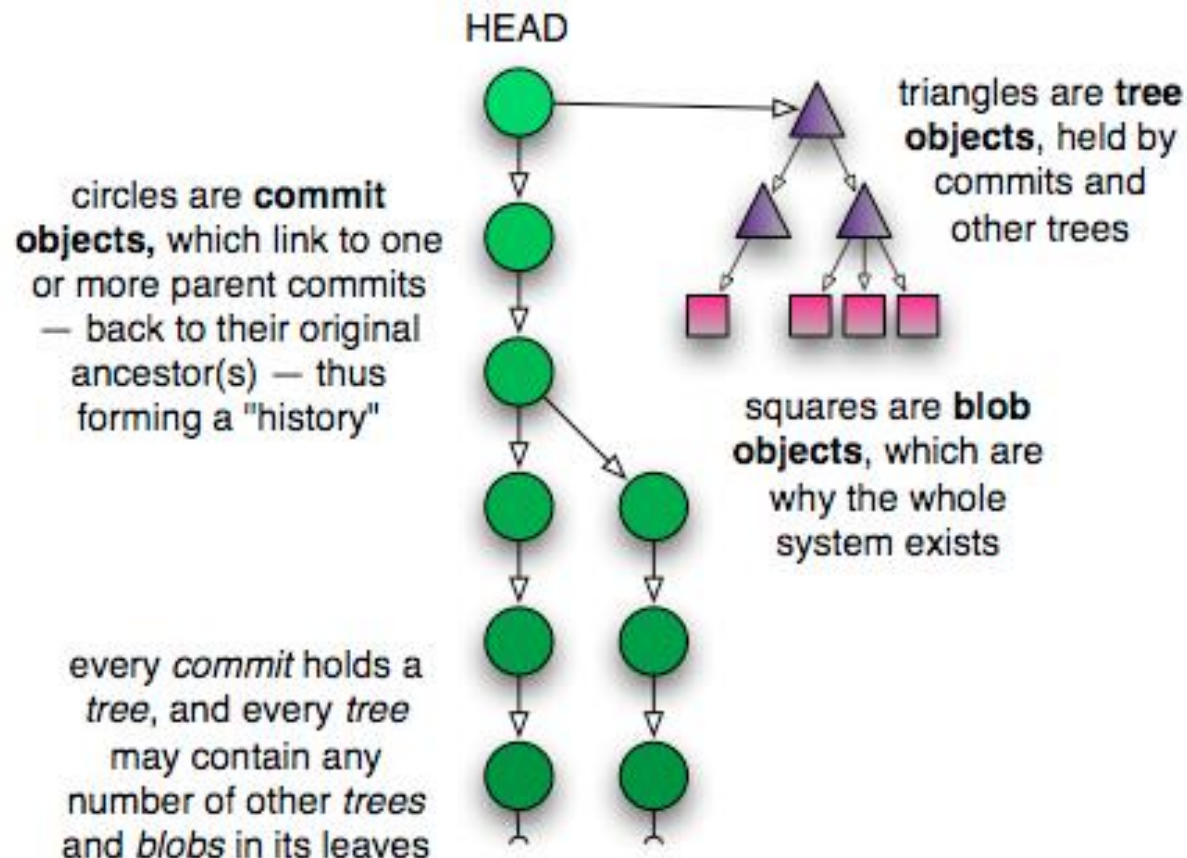 HEAD
triangles are tree
objects, held by
commits and
other trees
circles are commit
objects, which link to one
or more parent commits
— back to their original
ancestor(s) — thus
forming a "history"
squares are blob
objects, which are
why the whole
system exists
every commit holds a
tree, and every tree
may contain any
number of other trees
and blobs in its leaves